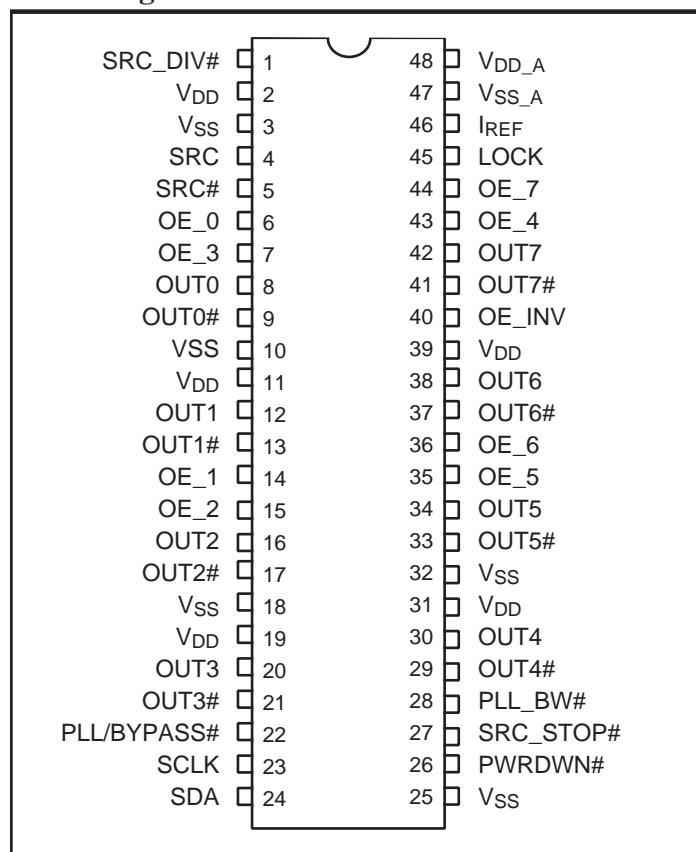 SRC_DIV# 1 48 VDD_A
VDD 2 47 VSS_A
VSS 3 46 IREF
SRC 4 45 LOCK
SRC# 5 44 OE_7
OE_0 6 43 OE_4
OE_3 7 42 OUT7
OUT0 8 41 OUT7#
OUT0# 9 40 OE_INV
VSS 10 39 VDD
VDD 11 38 OUT6
OUT1 12 37 OUT6#
OUT1# 13 36 OE_6
OE_1 14 35 OE_5
OE_2 15 34 OUT5
OUT2 16 33 OUT5#
OUT2# 17 32 VSS
VSS 18 31 VDD
VDD 19 30 OUT4
OUT3 20 29 OUT4#
OUT3# 21 28 PLL_BW#
PLL/BYPASS# 22 27 SRC_STOP#
SCLK 23 26 PWRDWN#
SDA 24 25 VSS